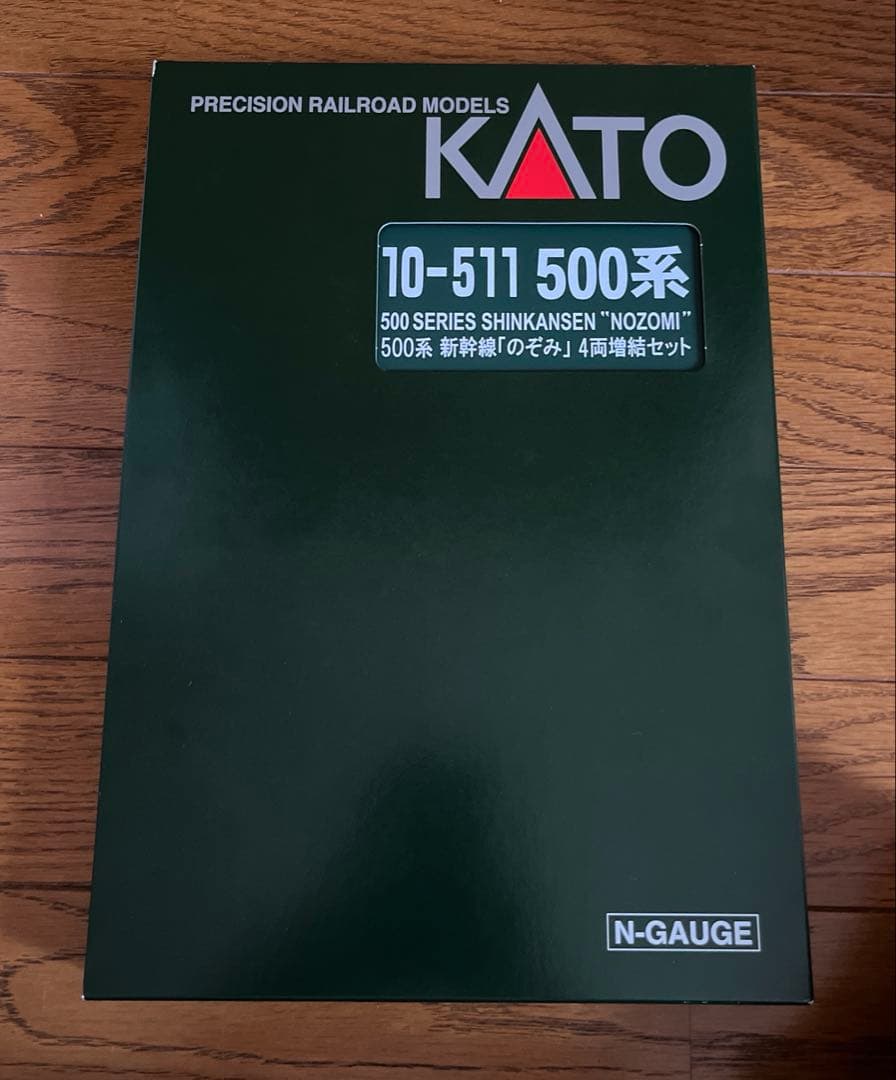 PRECISION RAILROAD MODELS
KATO
10-511 500系
500 SERIES SHINKANSEN "NOZOMI"
500系 新幹線「のぞみ」 4両増結セット
N-GAUGE